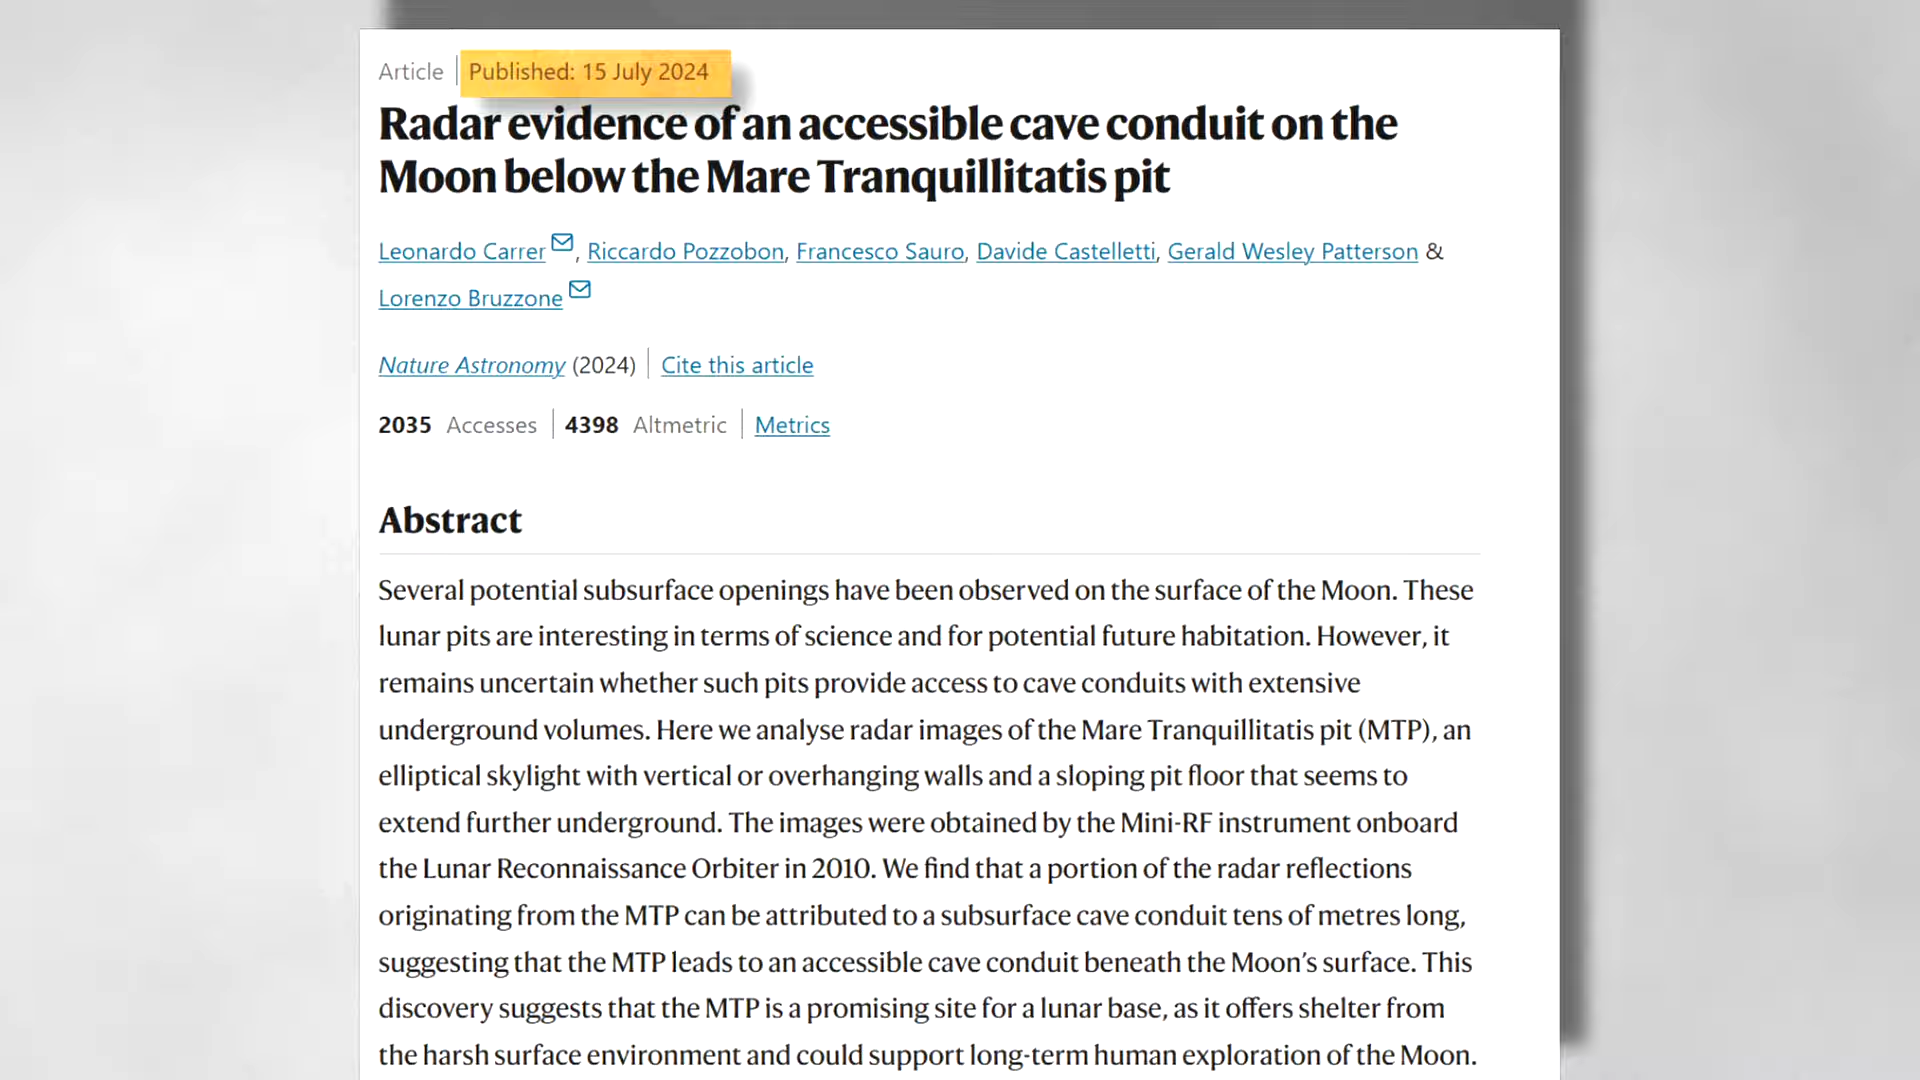 Article | Published: 15 July 2024
Radar evidence of an accessible cave conduit on the
Moon below the Mare Tranquillitatis pit
Leonardo Carrer, Riccardo Pozzobon, Francesco Sauro, Davide Castelletti, Gerald Wesley Patterson &
Lorenzo Bruzzone
Nature Astronomy (2024) | Cite this article
2035 Accesses | 4398 Altmetric | Metrics
Abstract
Several potential subsurface openings have been observed on the surface of the Moon. These
lunar pits are interesting in terms of science and for potential future habitation. However, it
remains uncertain whether such pits provide access to cave conduits with extensive
underground volumes. Here we analyse radar images of the Mare Tranquillitatis pit (MTP), an
elliptical skylight with vertical or overhanging walls and a sloping pit floor that seems to
extend further underground. The images were obtained by the Mini-RF instrument onboard
the Lunar Reconnaissance Orbiter in 2010. We find that a portion of the radar reflections
originating from the MTP can be attributed to a subsurface cave conduit tens of metres long,
suggesting that the MTP leads to an accessible cave conduit beneath the Moon’s surface. This
discovery suggests that the MTP is a promising site for a lunar base, as it offers shelter from
the harsh surface environment and could support long-term human exploration of the Moon.